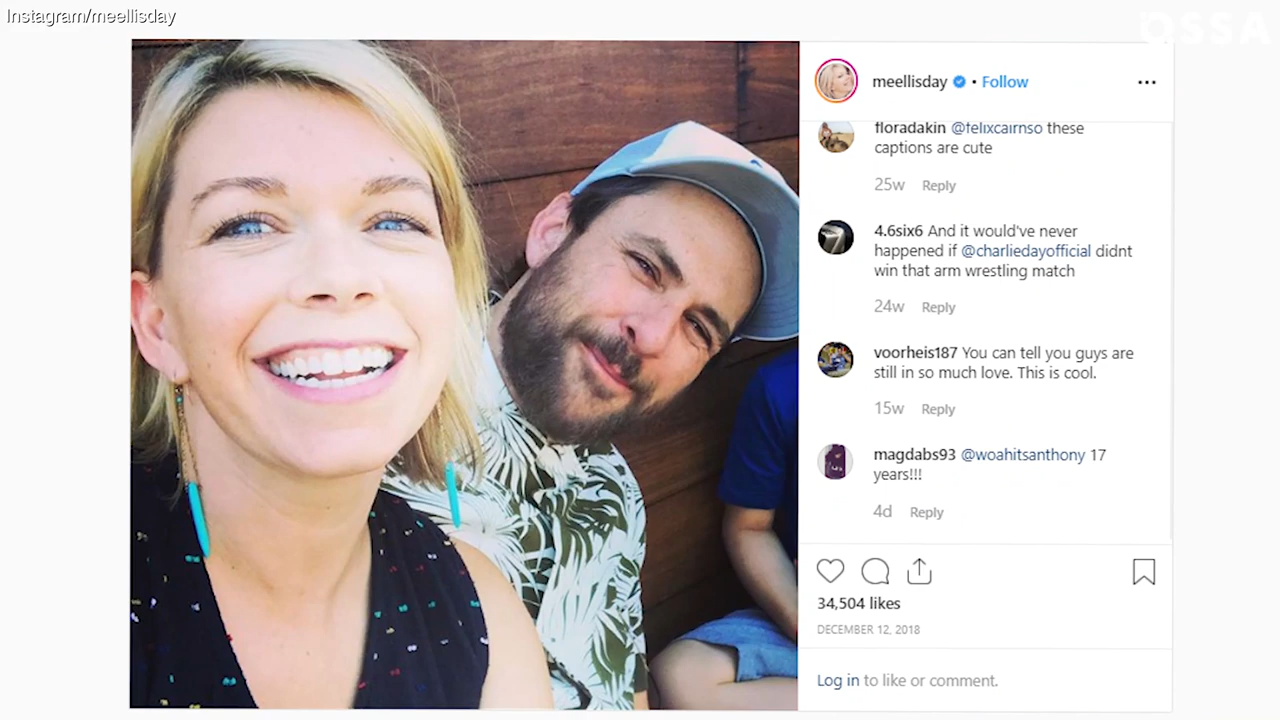 Instagram/meellisday
OSSA
meellisday • Follow
floradakin @felixcairnso these
captions are cute
25w Reply
4.6six6 And it would've never
happened if @charliedayofficial didnt
win that arm wrestling match
24w Reply
voorheis187 You can tell you guys are
still in so much love. This is cool.
15w Reply
magdabs93 @woahitsanthony 17
years!!!
4d Reply
34,504 likes
DECEMBER 12, 2018
Log in to like or comment.